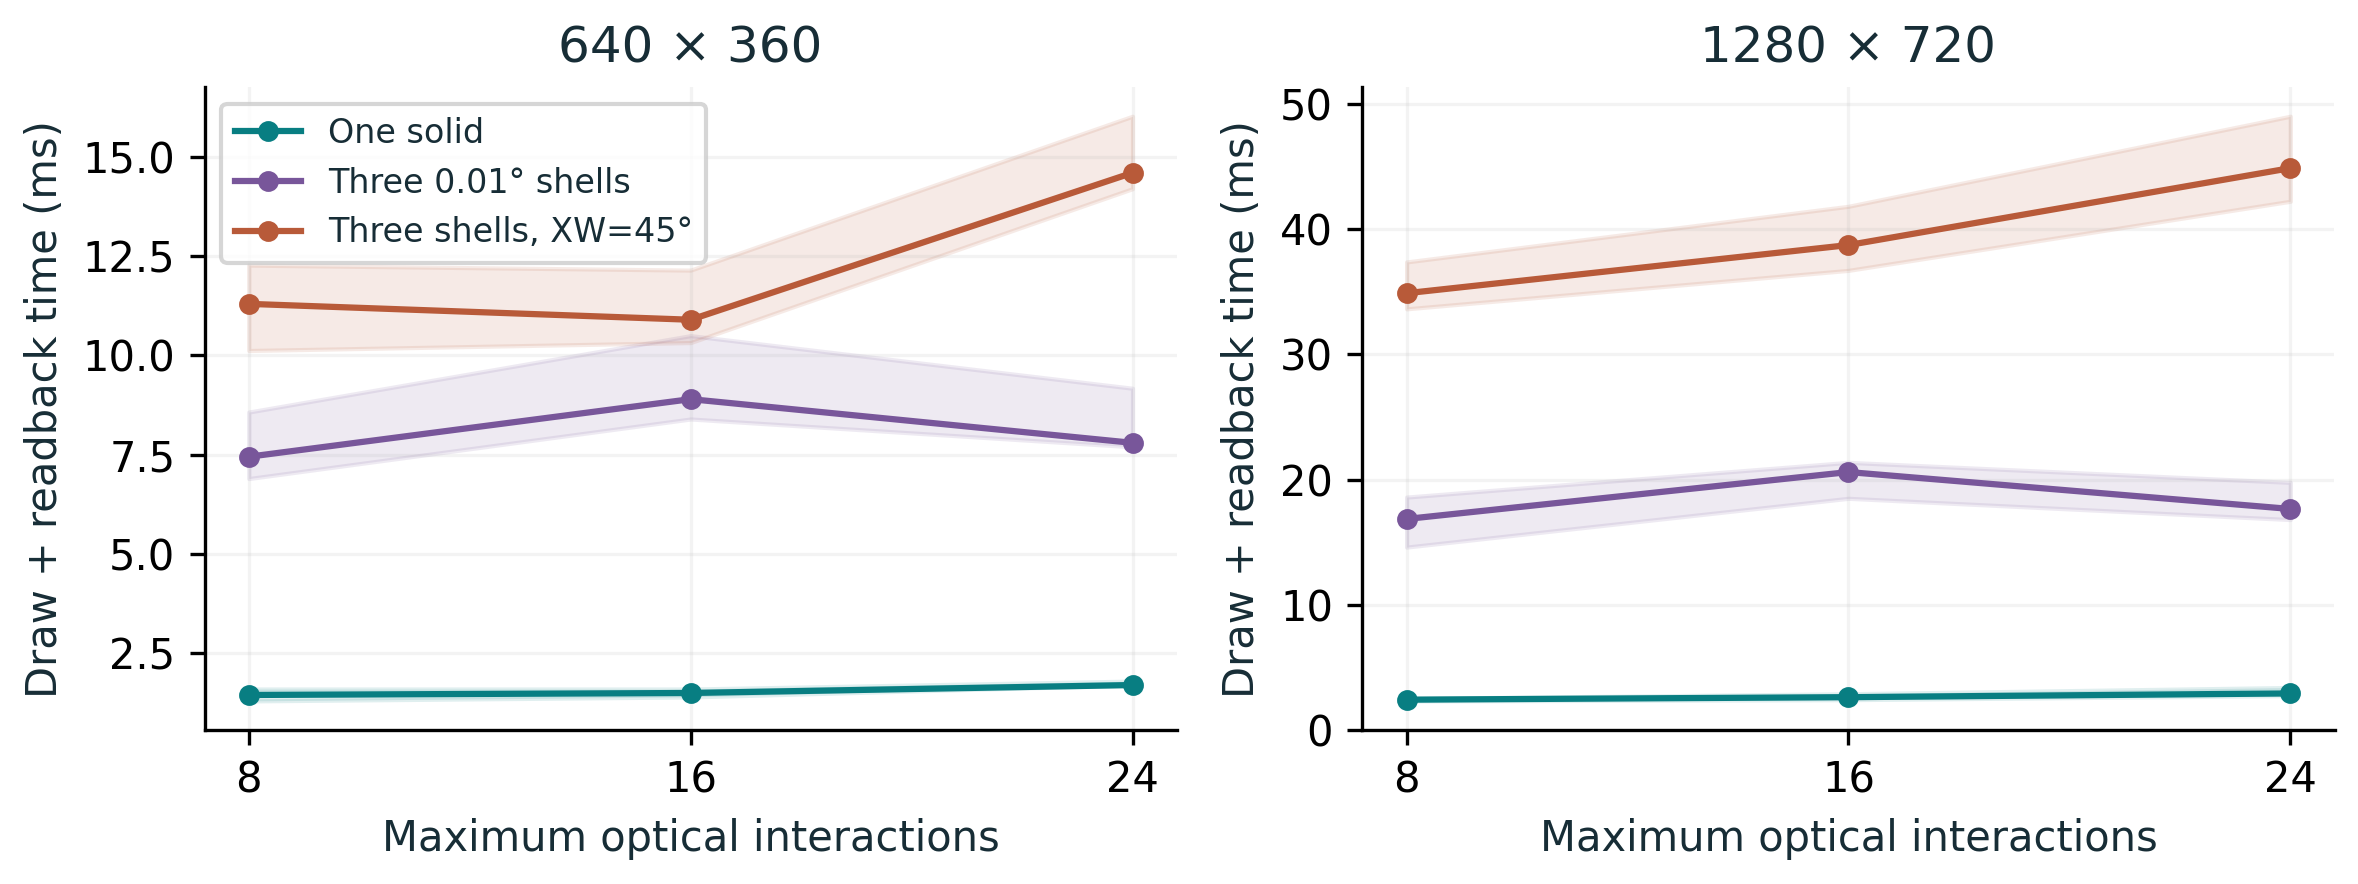 640 × 360
Draw + readback time (ms)
15.0
12.5
10.0
7.5
5.0
2.5
One solid
Three 0.01° shells
Three shells, XW=45°
8
16
24
Maximum optical interactions
1280 × 720
Draw + readback time (ms)
50
40
30
20
10
0
8
16
24
Maximum optical interactions